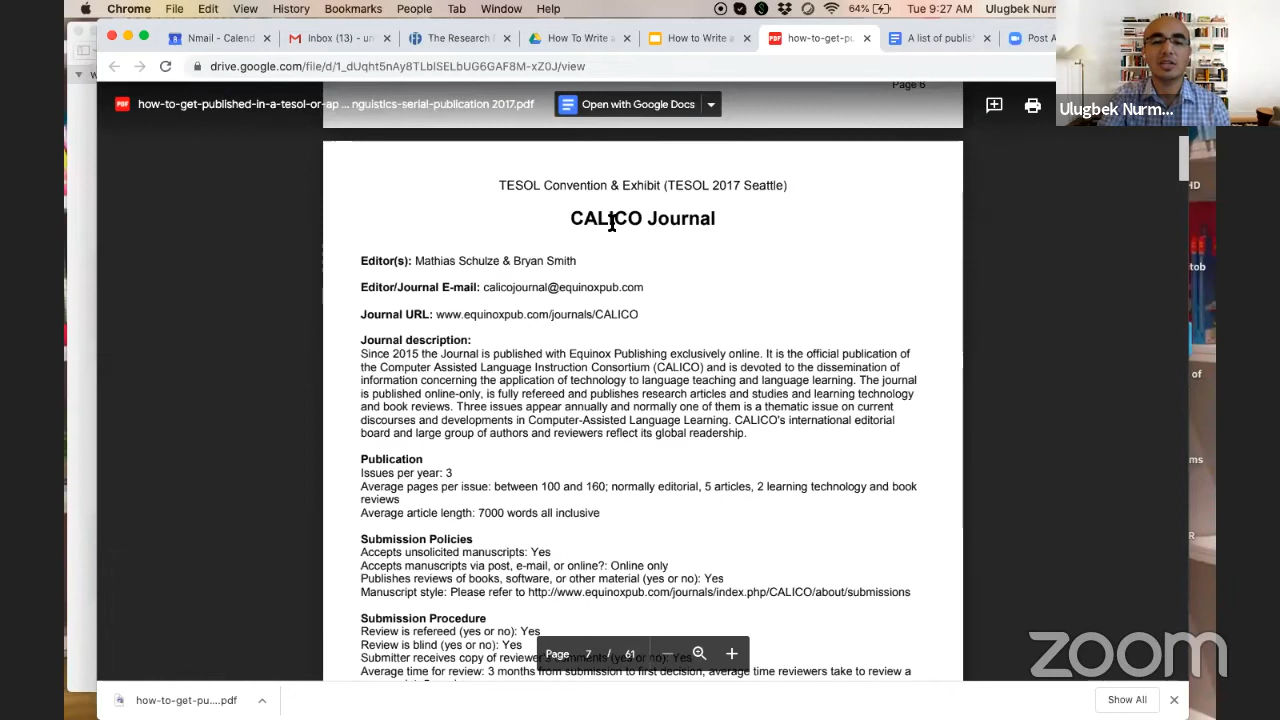 Chrome File Edit View History Bookmarks People Tab Window Help 64% Tue 9:27 AM Ulugbek Nurm
Nmail - Calend Inbox (13) - un The Research How To Write a How to Write a how-to-get-pu A list of publis Post A
drive.google.com/file/d/1_dUqht5nAy8TLbISELbUG6GAF8M-xZ0J/view
Page 6
how-to-get-published-in-a-tesol-or-ap ... nguistics-serial-publication 2017.pdf
Open with Google Docs
Ulugbek Nurm...
TESOL Convention & Exhibit (TESOL 2017 Seattle)
CALICO Journal
Editor(s): Mathias Schulze & Bryan Smith
Editor/Journal E-mail: calicojournal@equinoxpub.com
Journal URL: www.equinoxpub.com/journals/CALICO
Journal description:
Since 2015 the Journal is published with Equinox Publishing exclusively online. It is the official publication of
the Computer Assisted Language Instruction Consortium (CALICO) and is devoted to the dissemination of
information concerning the application of technology to language teaching and language learning. The journal
is published online-only, is fully refereed and publishes research articles and studies and learning technology
and book reviews. Three issues appear annually and normally one of them is a thematic issue on current
discourses and developments in Computer-Assisted Language Learning. CALICO's international editorial
board and large group of authors and reviewers reflect its global readership.
Publication
Issues per year: 3
Average pages per issue: between 100 and 160; normally editorial, 5 articles, 2 learning technology and book
reviews
Average article length: 7000 words all inclusive
Submission Policies
Accepts unsolicited manuscripts: Yes
Accepts manuscripts via post, e-mail, or online?: Online only
Publishes reviews of books, software, or other material (yes or no): Yes
Manuscript style: Please refer to http://www.equinoxpub.com/journals/index.php/CALICO/about/submissions
Submission Procedure
Review is refereed (yes or no): Yes
Review is blind (yes or no): Yes
Submitter receives copy of reviewer's comments (yes or no): Yes
Average time for review: 3 months from submission to first decision, average time reviewers take to review a
Page 7 / 61
how-to-get-pu....pdf
Show All
HD
tob
of
ms
R
zoom